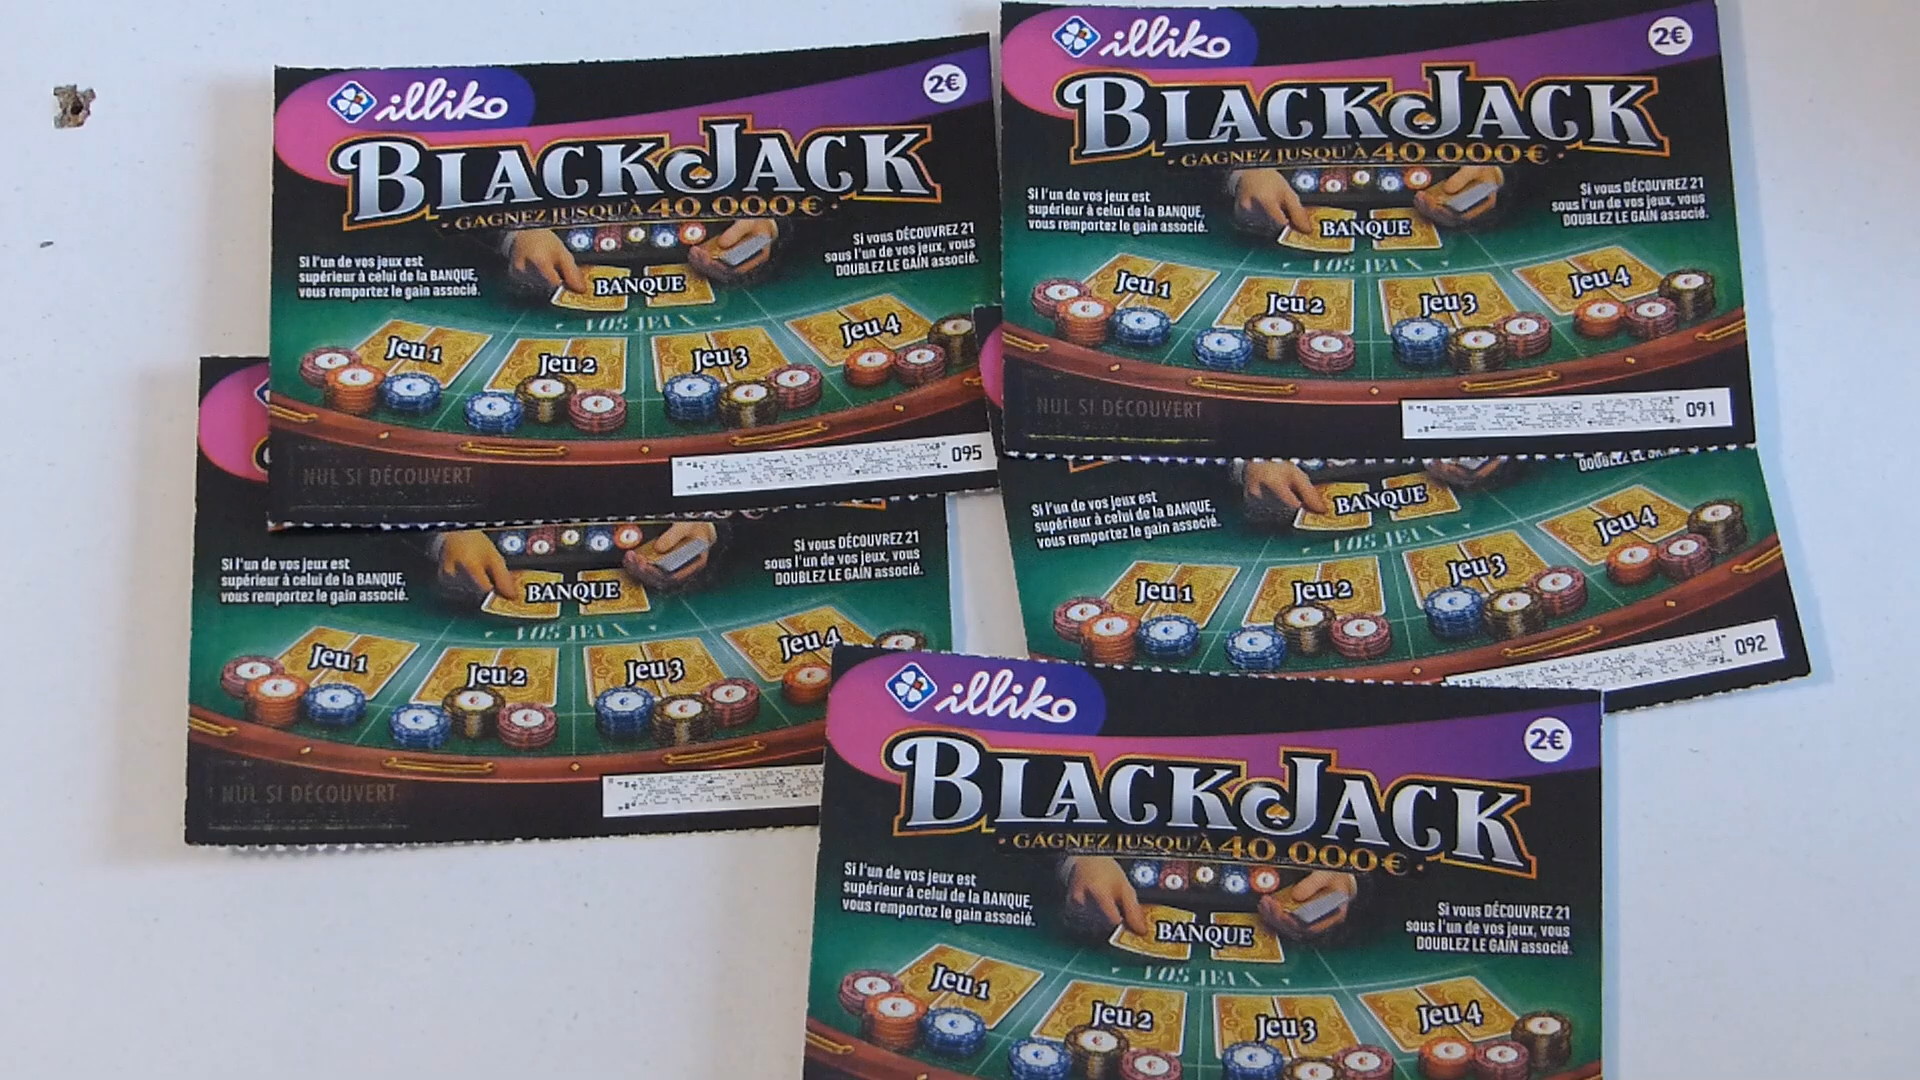 illiko
2€
BLACKJACK
GAGNEZ JUSQU'À 40 000€
Si l'un de vos jeux est
supérieur à celui de la BANQUE,
vous remportez le gain associé.
Si vous DÉCOUVREZ 21
sous l'un de vos jeux, vous
DOUBLEZ LE GAIN associé.
BANQUE
VOS JEUX
Jeu 1
Jeu 2
Jeu 3
Jeu 4
NUL SI DÉCOUVERT
095
illiko
2€
BLACKJACK
GAGNEZ JUSQU'À 40 000€
Si l'un de vos jeux est
supérieur à celui de la BANQUE,
vous remportez le gain associé.
Si vous DÉCOUVREZ 21
sous l'un de vos jeux, vous
DOUBLEZ LE GAIN associé.
BANQUE
VOS JEUX
Jeu 1
Jeu 2
Jeu 3
Jeu 4
NUL SI DÉCOUVERT
091
Si l'un de vos jeux est
supérieur à celui de la BANQUE,
vous remportez le gain associé.
Si vous DÉCOUVREZ 21
sous l'un de vos jeux, vous
DOUBLEZ LE GAIN associé.
BANQUE
VOS JEUX
Jeu 1
Jeu 2
Jeu 3
Jeu 4
NUL SI DÉCOUVERT
Si l'un de vos jeux est
supérieur à celui de la BANQUE,
vous remportez le gain associé.
BANQUE
VOS JEUX
Jeu 1
Jeu 2
Jeu 3
Jeu 4
092
illiko
2€
BLACKJACK
GAGNEZ JUSQU'À 40 000€
Si l'un de vos jeux est
supérieur à celui de la BANQUE,
vous remportez le gain associé.
Si vous DÉCOUVREZ 21
sous l'un de vos jeux, vous
DOUBLEZ LE GAIN associé.
BANQUE
VOS JEUX
Jeu 1
Jeu 2
Jeu 3
Jeu 4